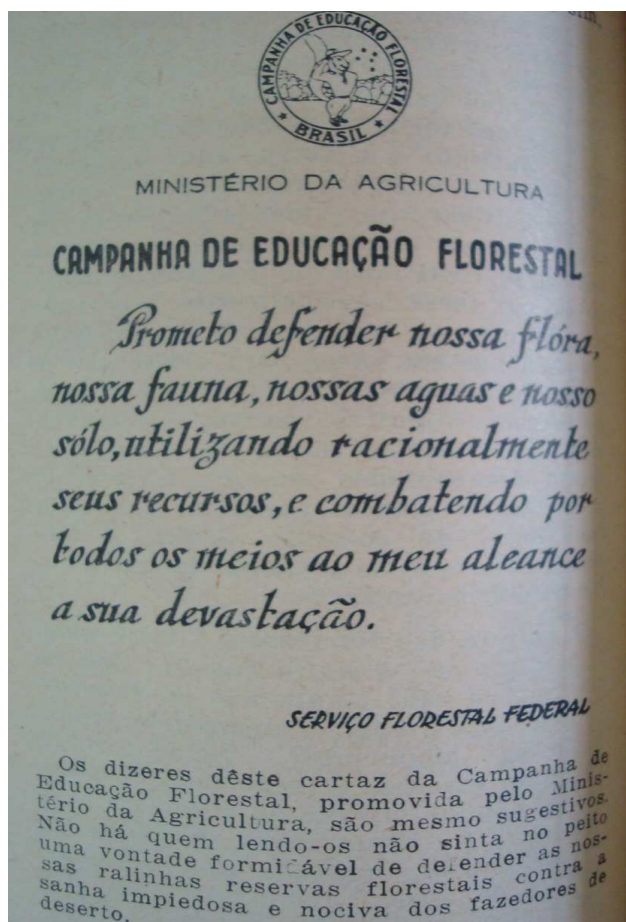 CAMPANHA DE EDUCAÇÃO FLORESTAL
★ BRASIL ★
MINISTÉRIO DA AGRICULTURA
CAMPANHA DE EDUCAÇÃO FLORESTAL
Prometo defender nossa flóra,
nossa fauna, nossas aguas e nosso
sólo, utilizando racionalmente
seus recursos, e combatendo por
todos os meios ao meu aleance
a sua devastação.
SERVIÇO FLORESTAL FEDERAL
Os dizeres dêste cartaz da Campanha de
Educação Florestal, promovida pelo Minis-
tério da Agricultura, são mesmo sugestivos.
Não há quem lendo-os não sinta no peito
uma vontade formidável de defender as nos-
sas ralinhas reservas florestais contra a
sanha impiedosa e nociva dos fazedores de
deserto.